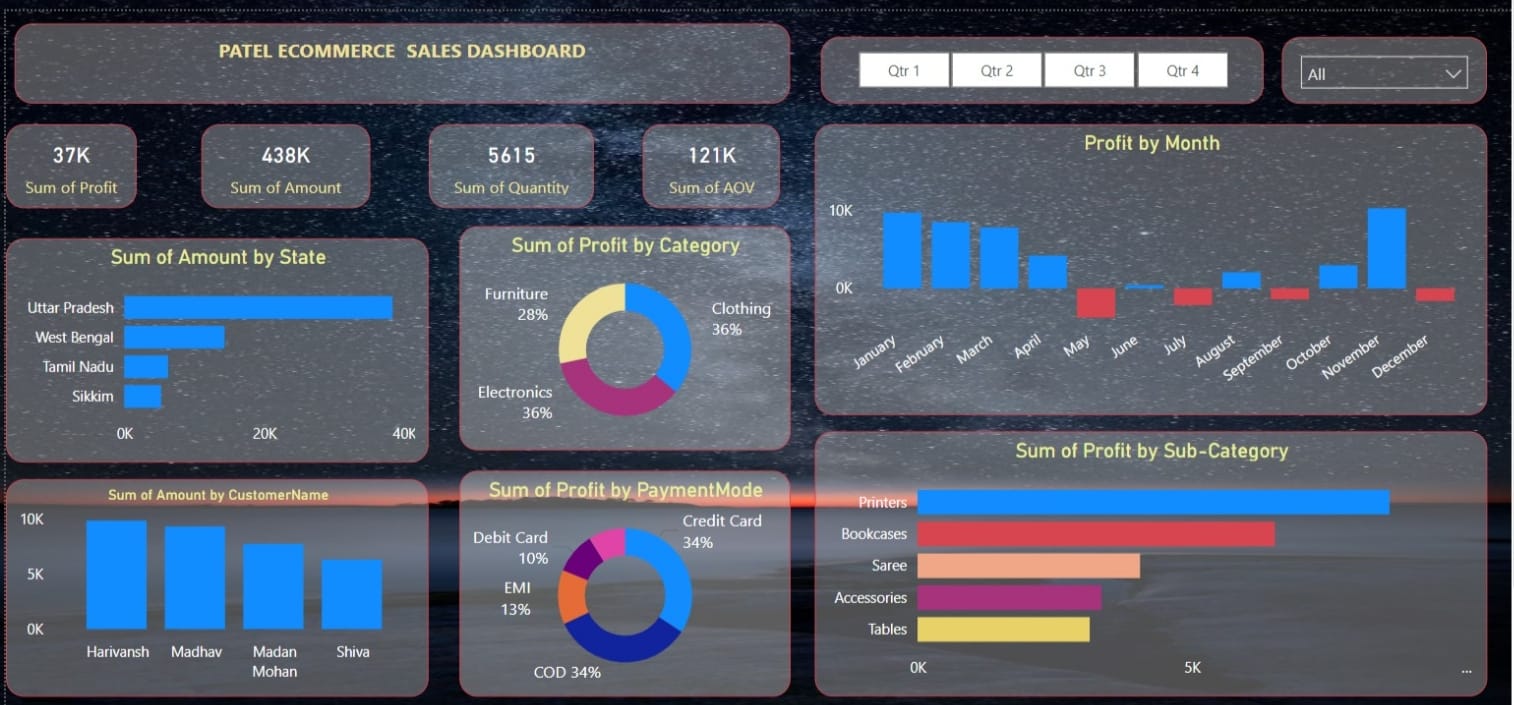 PATEL ECOMMERCE SALES DASHBOARD
Qtr 1
Qtr 2
Qtr 3
Qtr 4
All
37K
Sum of Profit
438K
Sum of Amount
5615
Sum of Quantity
121K
Sum of AOV
Sum of Amount by State
Uttar Pradesh
West Bengal
Tamil Nadu
Sikkim
0K
20K
40K
Sum of Profit by Category
Furniture
28%
Clothing
36%
Electronics
36%
Profit by Month
10K
0K
January
February
March
April
May
June
July
August
September
October
November
December
Sum of Amount by CustomerName
10K
5K
0K
Harivansh
Madhav
Madan
Mohan
Shiva
Sum of Profit by PaymentMode
Credit Card
34%
Debit Card
10%
EMI
13%
COD 34%
Sum of Profit by Sub-Category
Printers
Bookcases
Saree
Accessories
Tables
0K
5K
...